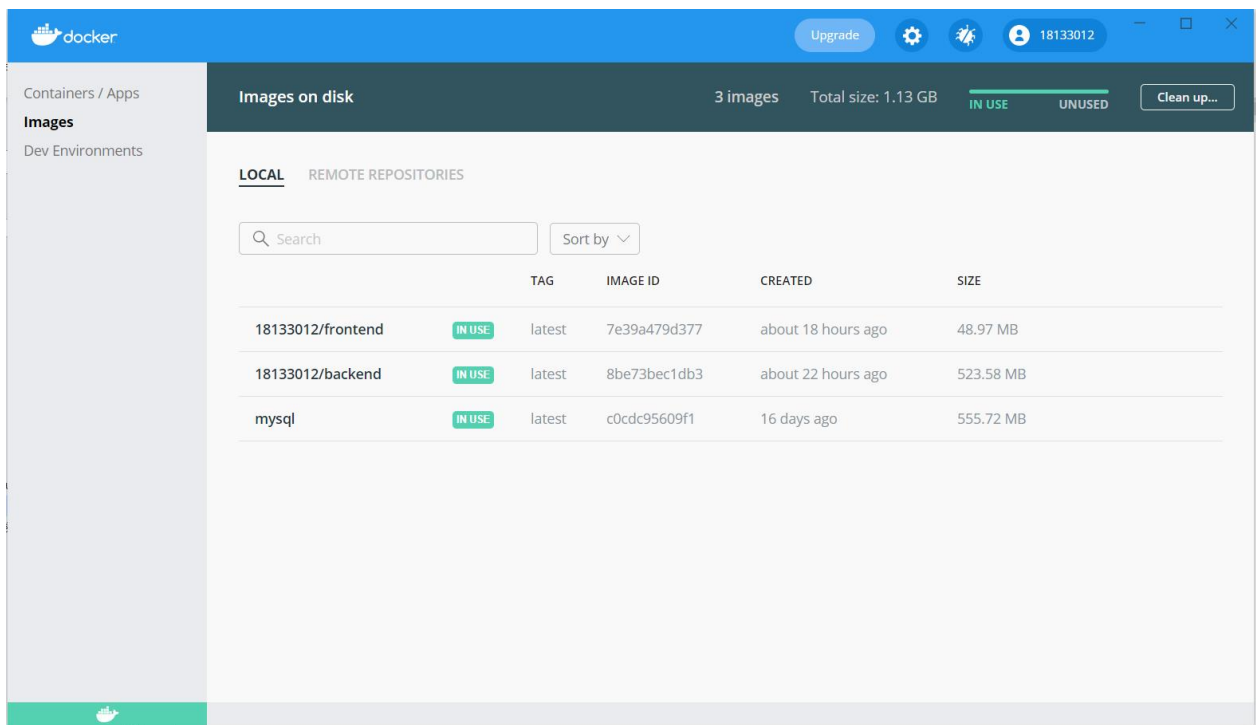 docker
Upgrade
18133012
Containers / Apps
Images
Dev Environments
Images on disk
3 images
Total size: 1.13 GB
IN USE
UNUSED
Clean up...
LOCAL REMOTE REPOSITORIES
Search
Sort by
TAG IMAGE ID CREATED SIZE
18133012/frontend IN USE latest 7e39a479d377 about 18 hours ago 48.97 MB
18133012/backend IN USE latest 8be73bec1db3 about 22 hours ago 523.58 MB
mysql IN USE latest c0cdc95609f1 16 days ago 555.72 MB